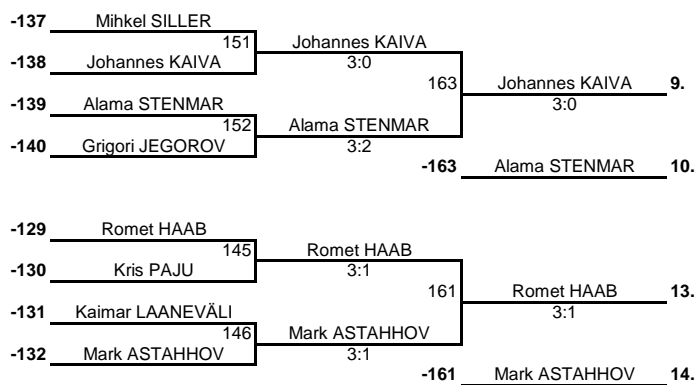 -137 Mihkel SILLER
151 Johannes KAIVA
-138 Johannes KAIVA 3:0
163 Johannes KAIVA 9.
-139 Alama STENMAR 3:0
152 Alama STENMAR
-140 Grigori JEGOROV 3:2
-163 Alama STENMAR 10.
-129 Romet HAAB
145 Romet HAAB
-130 Kris PAJU 3:1
161 Romet HAAB 13.
-131 Kaimar LAANEVÄLI 3:1
146 Mark ASTAHHOV
-132 Mark ASTAHHOV 3:1
-161 Mark ASTAHHOV 14.